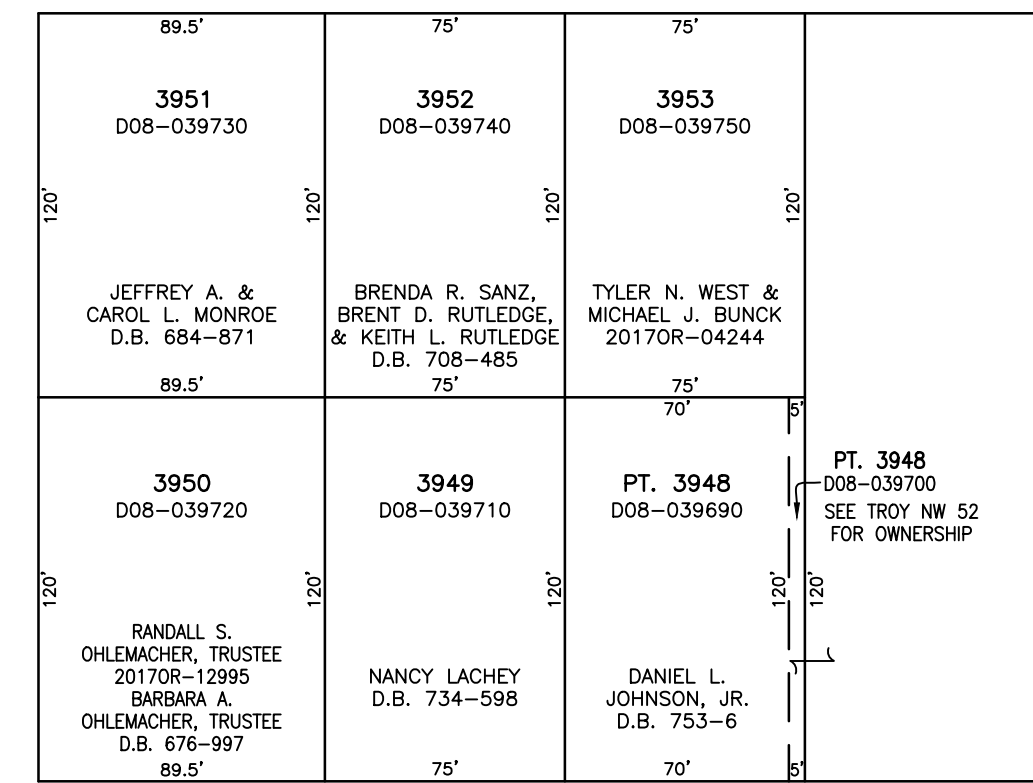 89.5'
3951
D08-039730
120'
120'
JEFFREY A. &
CAROL L. MONROE
D.B. 684-871
89.5'
75'
3952
D08-039740
120'
BRENDA R. SANZ,
BRENT D. RUTLEDGE,
& KEITH L. RUTLEDGE
D.B. 708-485
75'
75'
3953
D08-039750
120'
TYLER N. WEST &
MICHAEL J. BUNCK
2017OR-04244
75'
3950
D08-039720
120'
120'
RANDALL S.
OHLEMACHER, TRUSTEE
2017OR-12995
BARBARA A.
OHLEMACHER, TRUSTEE
D.B. 676-997
89.5'
3949
D08-039710
120'
NANCY LACHEY
D.B. 734-598
75'
70'
PT. 3948
D08-039690
120'
DANIEL L.
JOHNSON, JR.
D.B. 753-6
70'
5'
120'
5'
PT. 3948
D08-039700
SEE TROY NW 52
FOR OWNERSHIP